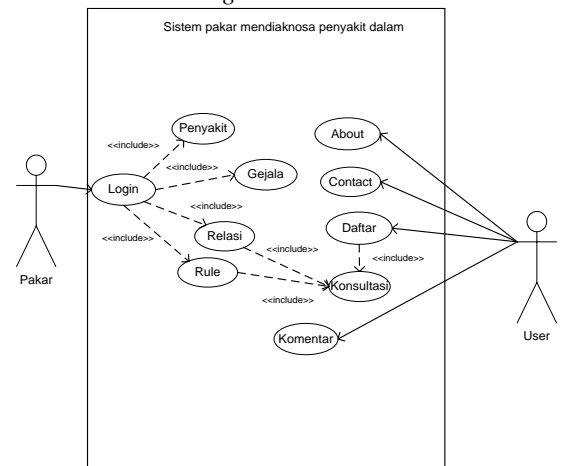 Sistem pakar mendiaknosa penyakit dalam
Penyakit
<<include>>
About
<<include>>
Gejala
Contact
Login
<<include>>
Relasi
Daftar
<<include>>
<<include>>
<<include>>
Rule
Konsultasi
<<include>>
Pakar
Komentar
User